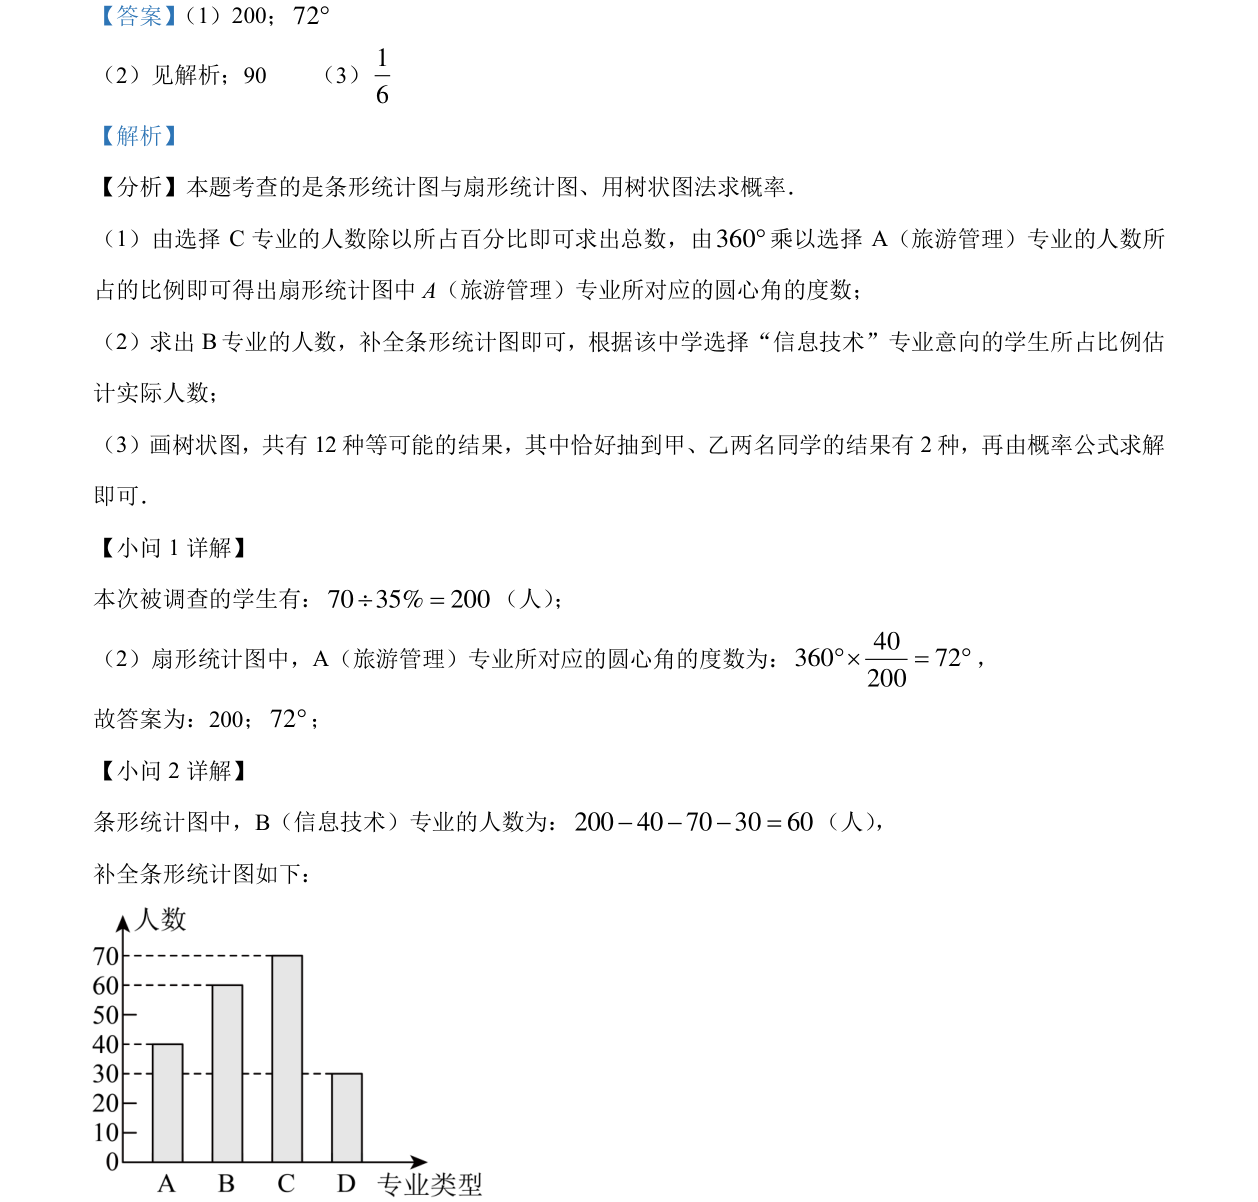 【答案】（1）200； 72°
（2）见解析；90 （3）1/6
【解析】
【分析】本题考查的是条形统计图与扇形统计图、用树状图法求概率．
（1）由选择 C 专业的人数除以所占百分比即可求出总数，由360°乘以选择 A（旅游管理）专业的人数所
占的比例即可得出扇形统计图中 A（旅游管理）专业所对应的圆心角的度数；
（2）求出 B 专业的人数，补全条形统计图即可，根据该中学选择“信息技术”专业意向的学生所占比例估
计实际人数；
（3）画树状图，共有 12 种等可能的结果，其中恰好抽到甲、乙两名同学的结果有 2 种，再由概率公式求解
即可．
【小问 1 详解】
本次被调查的学生有： 70÷35%=200（人）；
（2）扇形统计图中，A（旅游管理）专业所对应的圆心角的度数为：360°×40/200=72°，
故答案为：200； 72°；
【小问 2 详解】
条形统计图中，B（信息技术）专业的人数为： 200−40−70−30=60（人），
补全条形统计图如下：
人数
70
60
50
40
30
20
10
0
A B C D 专业类型